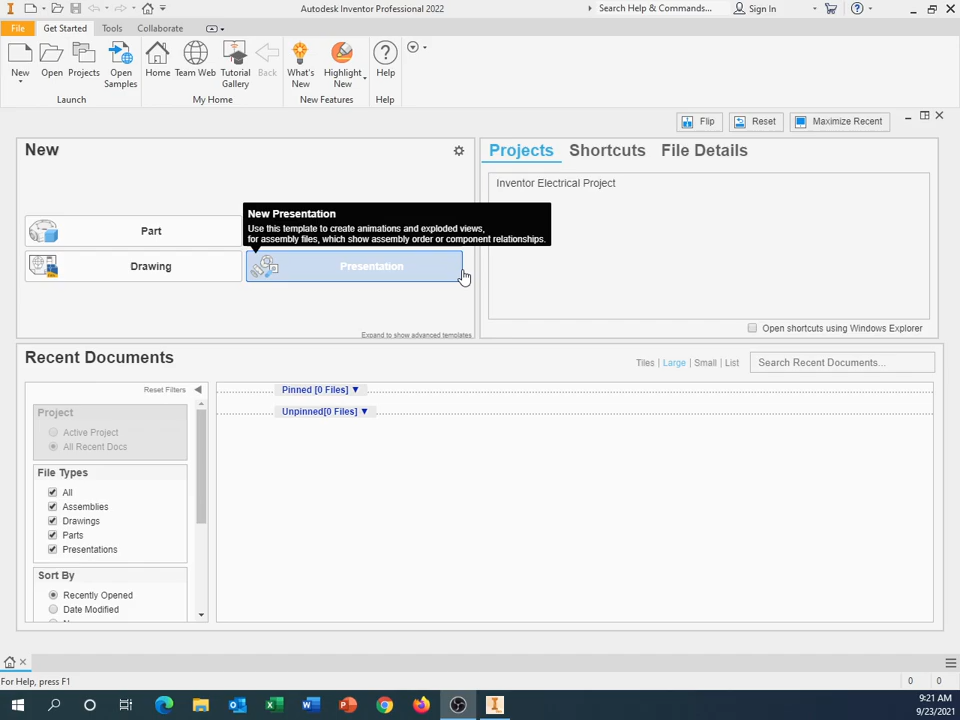 Autodesk Inventor Professional 2022
Search Help & Commands...
Sign In
File
Get Started
Tools
Collaborate
New
Open
Projects
Open Samples
Home
Team Web
Tutorial Gallery
Back
What's New
Highlight New
Help
Launch
My Home
New Features
Help
Flip
Reset
Maximize Recent
New
Projects
Shortcuts
File Details
Inventor Electrical Project
New Presentation
Use this template to create animations and exploded views,
for assembly files, which show assembly order or component relationships.
Part
Drawing
Presentation
Expand to show advanced templates
Open shortcuts using Windows Explorer
Recent Documents
Tiles | Large | Small | List
Search Recent Documents...
Reset Filters
Pinned [0 Files]
Unpinned[0 Files]
Project
Active Project
All Recent Docs
File Types
All
Assemblies
Drawings
Parts
Presentations
Sort By
Recently Opened
Date Modified
For Help, press F1
0 0
9:21 AM
9/23/2021